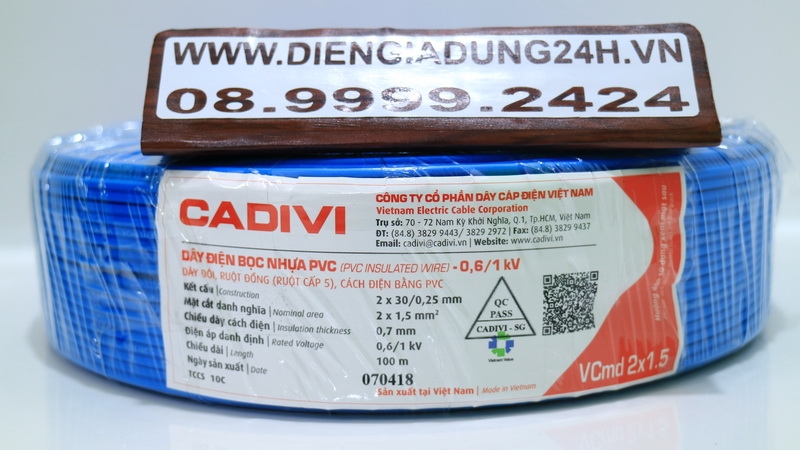 WWW.DIENGIADUNG24H.VN
08.9999.2424
CADIVI
CÔNG TY CỔ PHẦN DÂY CÁP ĐIỆN VIỆT NAM
Vietnam Electric Cable Corporation
Trụ sở: 70 - 72 Nam Kỳ Khởi Nghĩa, Q.1, Tp.HCM, Việt Nam
ĐT: (84.8) 3829 9443/ 3829 2972 | Fax: (84.8) 3829 9437
Email: cadivi@cadivi.vn | Website: www.cadivi.vn
DÂY ĐIỆN BỌC NHỰA PVC (PVC INSULATED WIRE) - 0,6/1 kV
DÂY ĐÔI, RUỘT ĐỒNG (RUỘT CẤP 5), CÁCH ĐIỆN BẰNG PVC
Kết cấu | Construction 2 x 30/0,25 mm
Mặt cắt danh nghĩa | Nominal area 2 x 1,5 mm²
Chiều dày cách điện | Insulation thickness 0,7 mm
Điện áp danh định | Rated Voltage 0,6/1 kV
Chiều dài | Length 100 m
Ngày sản xuất | Date 070418
TCCS 10C
Sản xuất tại Việt Nam | Made in Vietnam
QC
PASS
CADIVI - SG
Vietnam Value
VCmd 2x1.5